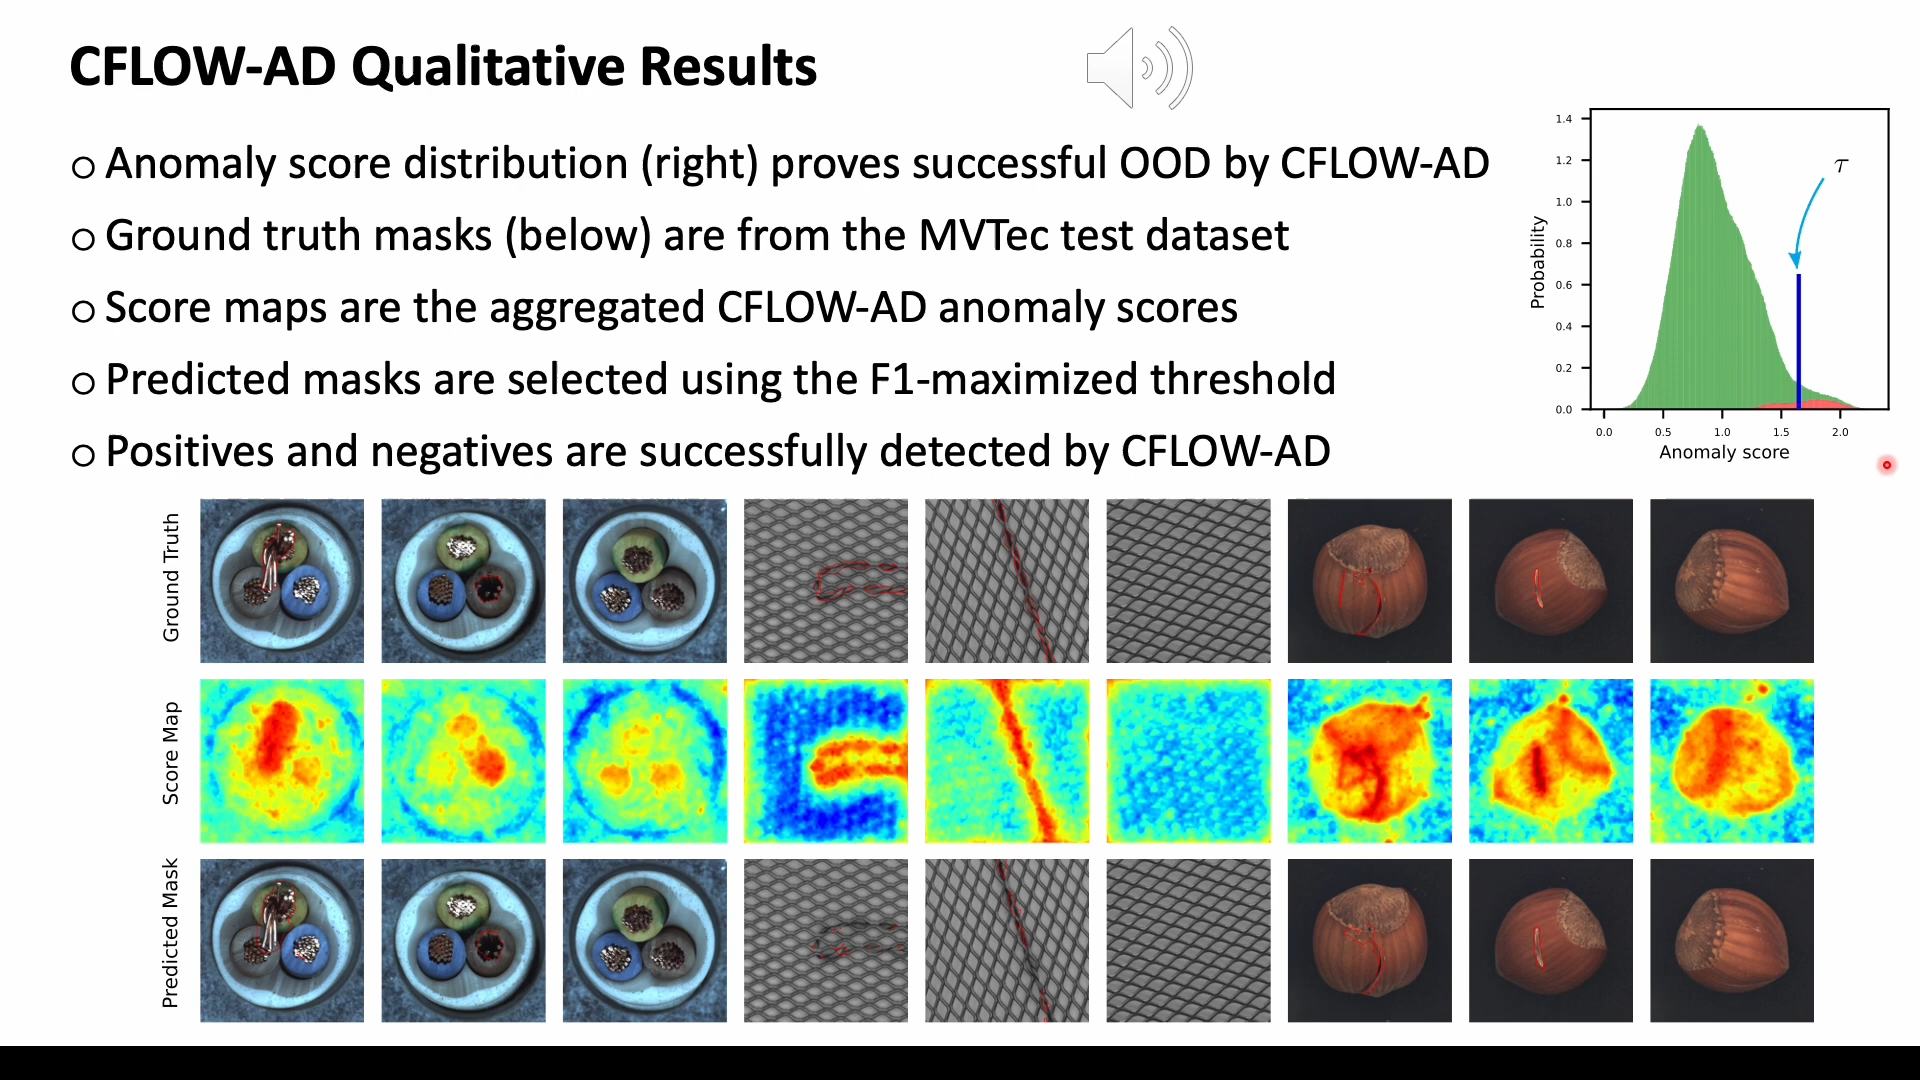 CFLOW-AD Qualitative Results
○ Anomaly score distribution (right) proves successful OOD by CFLOW-AD
○ Ground truth masks (below) are from the MVTec test dataset
○ Score maps are the aggregated CFLOW-AD anomaly scores
○ Predicted masks are selected using the F1-maximized threshold
○ Positives and negatives are successfully detected by CFLOW-AD
Probability
1.4
1.2
1.0
0.8
0.6
0.4
0.2
0.0
τ
0.0 0.5 1.0 1.5 2.0
Anomaly score
Ground Truth
Score Map
Predicted Mask